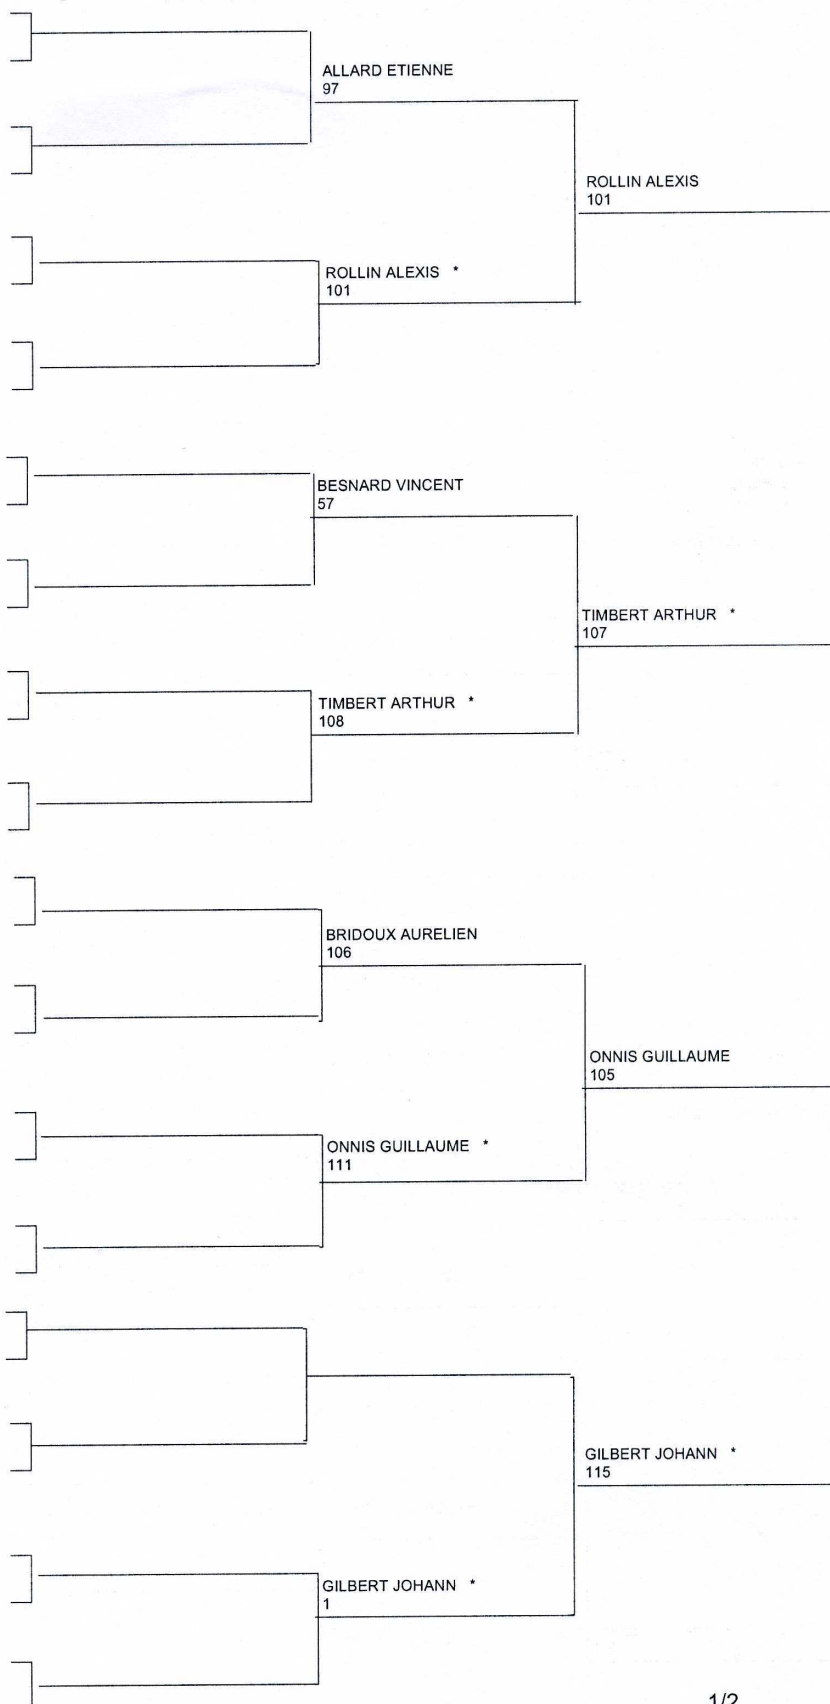 ALLARD ETIENNE
97
ROLLIN ALEXIS
101
ROLLIN ALEXIS *
101
BESNARD VINCENT
57
TIMBERT ARTHUR *
107
TIMBERT ARTHUR *
108
BRIDOUX AURELIEN
106
ONNIS GUILLAUME
105
ONNIS GUILLAUME *
111
GILBERT JOHANN *
115
GILBERT JOHANN *
1
1/2